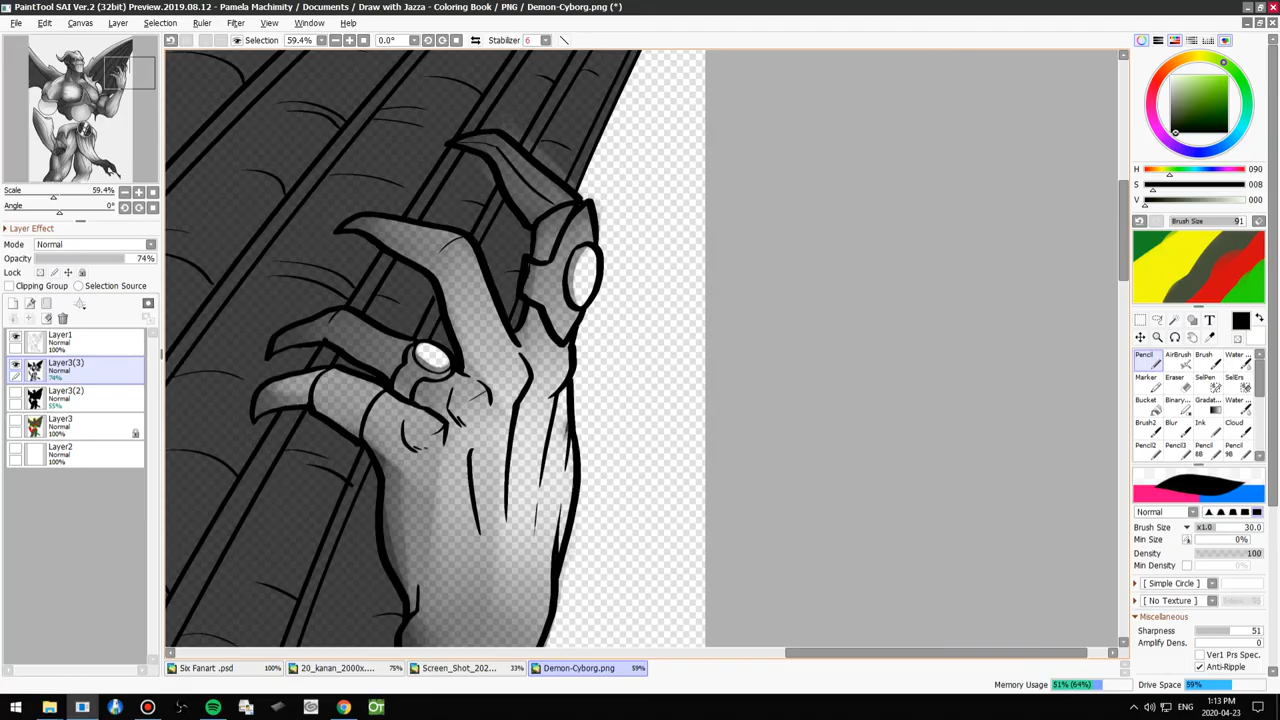 PaintTool SAI Ver.2 (32bit) Preview.2019.08.12 - Pamela Machimity / Documents / Draw with Jazza - Coloring Book / PNG / Demon-Cyborg.png (*)
File Edit Canvas Layer Selection Ruler Filter View Window Help
Selection 59.4% 0.0° Stabilizer 6
Scale 59.4%
Angle 0°
Layer Effect
Mode Normal
Opacity 74%
Lock
Clipping Group Selection Source
Layer1
Normal
100%
Layer3(3)
Normal
74%
Layer3(2)
Normal
55%
Layer3
Normal
100%
Layer2
Normal
100%
H 090
S 008
V 000
Brush Size 91
T
Pencil AirBrush Brush Water ..
Marker Eraser SelPen SelErs
Bucket Binary... Gradat... Water ..
Brush2 Blur Ink Cloud
Pencil2 Pencil3 Pencil Pencil
Normal
Brush Size x1.0 30.0
Min Size 0%
Density 100
Min Density 0%
[ Simple Circle ]
[ No Texture ]
Miscellaneous
Sharpness 51
Amplify Dens. 0
Ver1 Prs Spec.
Anti-Ripple
Six Fanart .psd 100% 20_kanan_2000x.... 75% Screen_Shot_202... 33% Demon-Cyborg.png 59%
Memory Usage 51% (64%) Drive Space 59%
ENG 1:13 PM
2020-04-23